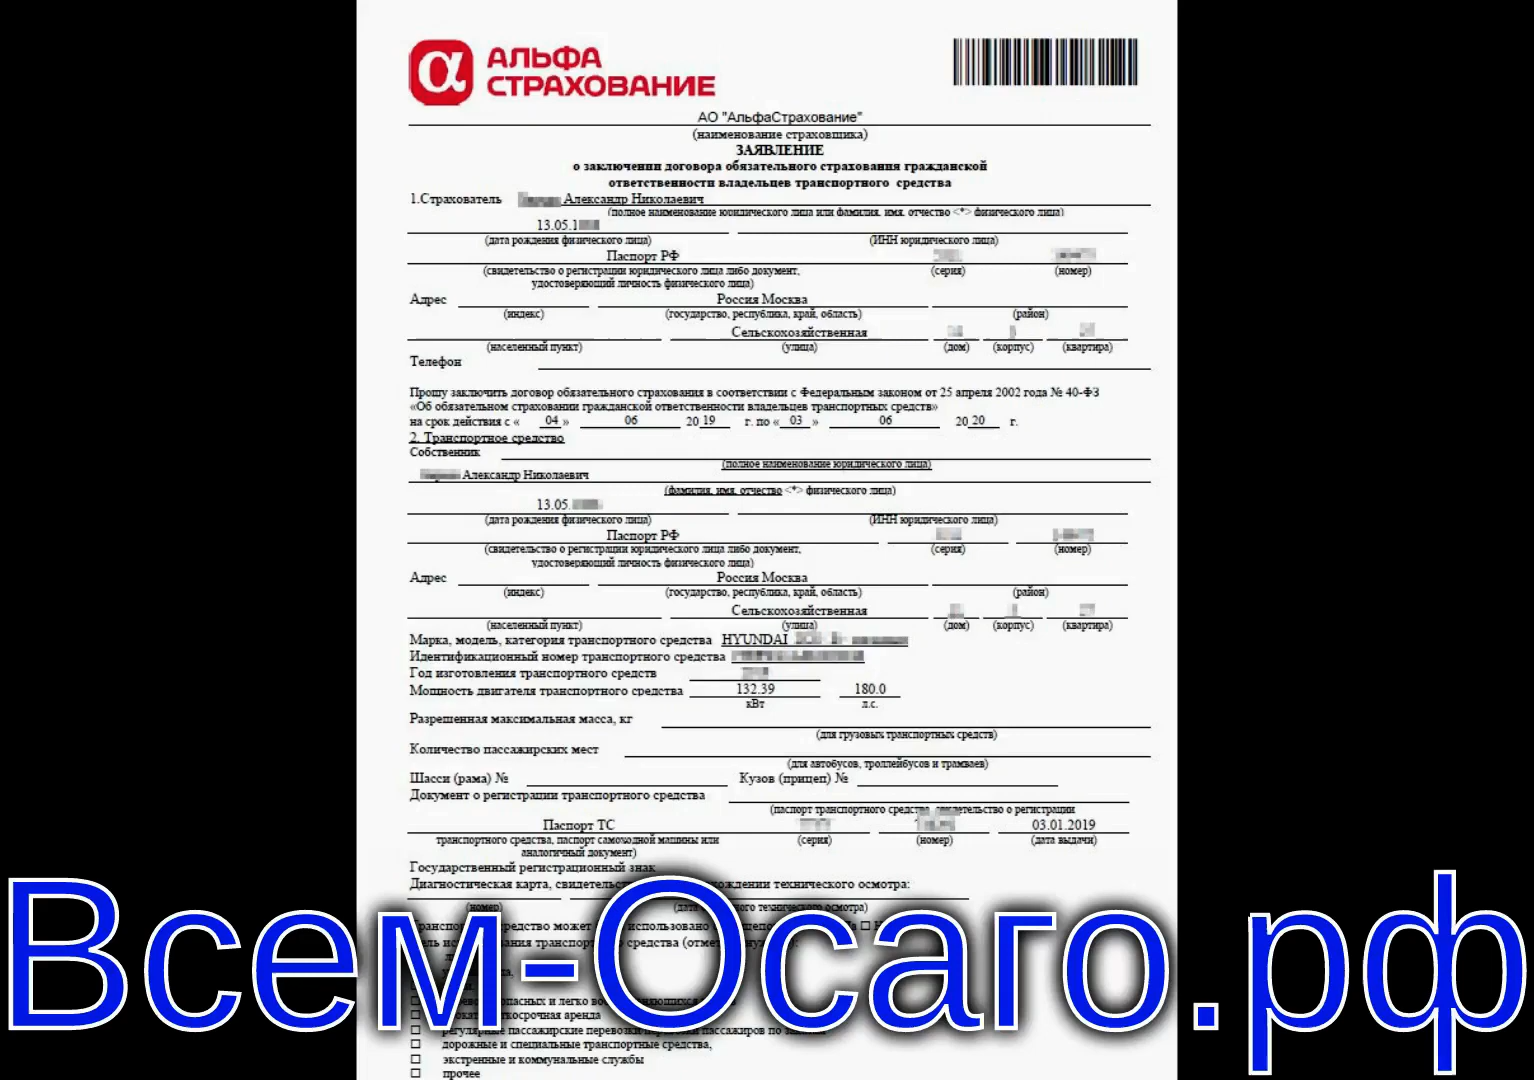 АЛЬФА
СТРАХОВАНИЕ
АО "АльфаСтрахование"
(наименование страховщика)
ЗАЯВЛЕНИЕ
о заключении договора обязательного страхования гражданской
ответственности владельцев транспортного средства
1.Страхователь Александр Николаевич
(полное наименование юридического лица или фамилия, имя, отчество <*> физического лица)
13.05.1
(дата рождения физического лица) (ИНН юридического лица)
Паспорт РФ
(свидетельство о регистрации юридического лица либо документ, (серия) (номер)
удостоверяющий личность физического лица)
Адрес Россия Москва
(индекс) (государство, республика, край, область) (район)
Сельскохозяйственная
(населенный пункт) (улица) (дом) (корпус) (квартира)
Телефон
Прошу заключить договор обязательного страхования в соответствии с Федеральным законом от 25 апреля 2002 года № 40-ФЗ
«Об обязательном страховании гражданской ответственности владельцев транспортных средств»
на срок действия с « 04 » 06 20 19 г. по « 03 » 06 20 20 г.
2. Транспортное средство
Собственник
(полное наименование юридического лица)
Александр Николаевич
(фамилия, имя, отчество <*> физического лица)
13.05.
(дата рождения физического лица) (ИНН юридического лица)
Паспорт РФ
(свидетельство о регистрации юридического лица либо документ, (серия) (номер)
удостоверяющий личность физического лица)
Адрес Россия Москва
(индекс) (государство, республика, край, область) (район)
Сельскохозяйственная
(населенный пункт) (улица) (дом) (корпус) (квартира)
Марка, модель, категория транспортного средства HYUNDAI
Идентификационный номер транспортного средства
Год изготовления транспортного средств
Мощность двигателя транспортного средства 132.39 180.0
кВт л.с.
Разрешенная максимальная масса, кг
(для грузовых транспортных средств)
Количество пассажирских мест
(для автобусов, троллейбусов и трамваев)
Шасси (рама) № Кузов (прицеп) №
Документ о регистрации транспортного средства
(паспорт транспортного средства, свидетельство о регистрации
Паспорт ТС 03.01.2019
транспортного средства, паспорт самоходной машины или (серия) (номер) (дата выдачи)
аналогичный документ)
Государственный регистрационный знак
Диагностическая карта, свидетельство о прохождении технического осмотра:
(номер) технического осмотра)
средство может использовано
транспортного средства
Всем-Осаго.рф
и легко
краткосрочная аренда
регулярные пассажирские перевозки/перевозки пассажиров по заказам
дорожные и специальные транспортные средства,
экстренные и коммунальные службы
прочее